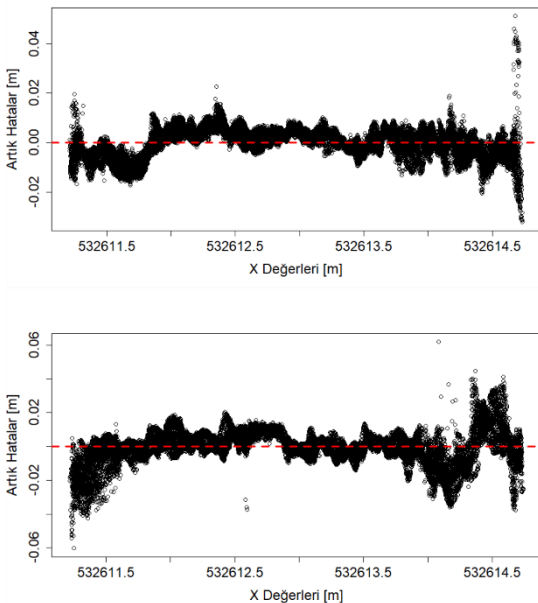 0.04
0.02
0.00
-0.02
Artık Hatalar [m]
532611.5 532612.5 532613.5 532614.5
X Değerleri [m]
0.06
0.02
-0.02
-0.06
Artık Hatalar [m]
532611.5 532612.5 532613.5 532614.5
X Değerleri [m]